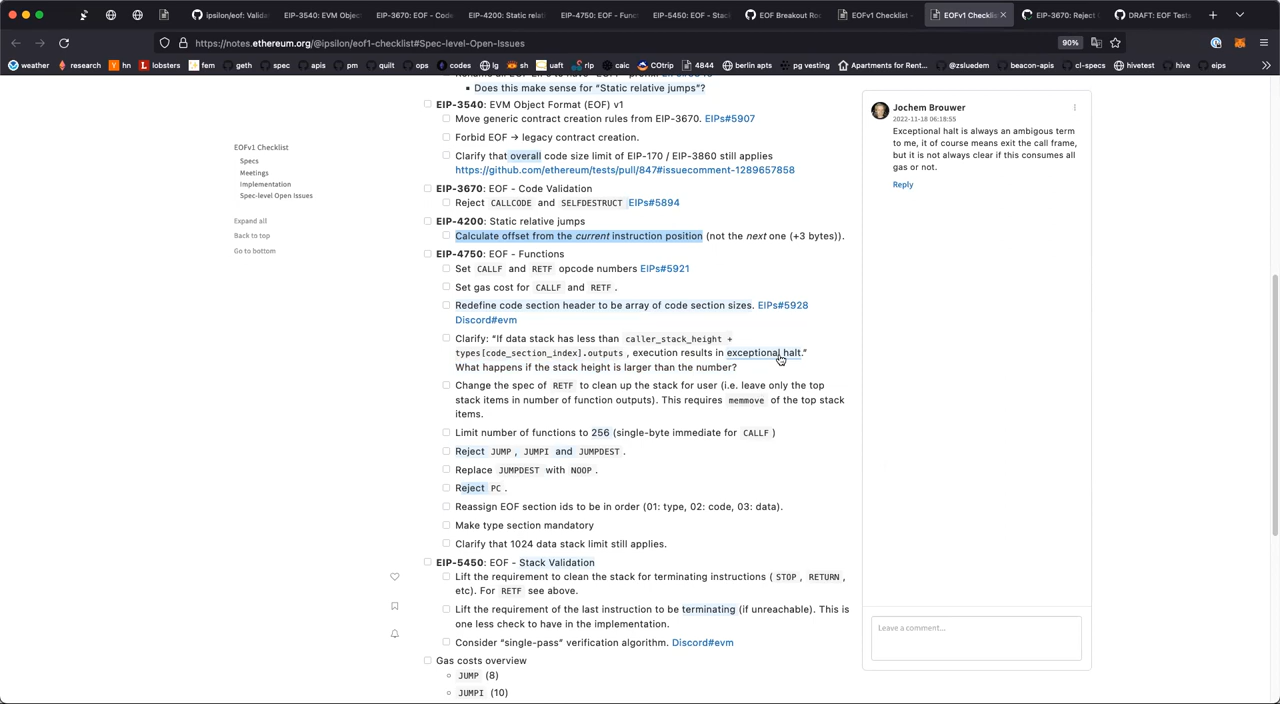 ipsilon/eof: Valida
EIP-3540: EVM Objec
EIP-3670: EOF - Cod
EIP-4200: Static relati
EIP-4750: EOF - Func
EIP-5450: EOF - Stac
EOF Breakout Ro
EOFv1 Checklist -
EOFv1 Checklis
EIP-3670: Reject
DRAFT: EOF Tests
https://notes.ethereum.org/@ipsilon/eof1-checklist#Spec-level-Open-Issues
90%
weather
research
hn
lobsters
fem
geth
spec
apis
pm
quilt
ops
codes
lg
sh
uaft
rlp
calc
COtrip
4844
berlin apts
pg vesting
Apartments for Rent...
@zsluedem
beacon-apis
cl-specs
hivetest
hive
eips
Does this make sense for “Static relative jumps”?
EIP-3540: EVM Object Format (EOF) v1
Move generic contract creation rules from EIP-3670. EIPs#5907
Forbid EOF → legacy contract creation.
Clarify that overall code size limit of EIP-170 / EIP-3860 still applies
https://github.com/ethereum/tests/pull/847#issuecomment-1289657858
EIP-3670: EOF - Code Validation
Reject CALLCODE and SELFDESTRUCT EIPs#5894
EIP-4200: Static relative jumps
Calculate offset from the current instruction position (not the next one (+3 bytes)).
EIP-4750: EOF - Functions
Set CALLF and RETF opcode numbers EIPs#5921
Set gas cost for CALLF and RETF.
Redefine code section header to be array of code section sizes. EIPs#5928
Discord#evm
Clarify: “If data stack has less than caller_stack_height +
types[code_section_index].outputs, execution results in exceptional halt.”
What happens if the stack height is larger than the number?
Change the spec of RETF to clean up the stack for user (i.e. leave only the top
stack items in number of function outputs). This requires memmove of the top stack
items.
Limit number of functions to 256 (single-byte immediate for CALLF)
Reject JUMP, JUMPI and JUMPDEST.
Replace JUMPDEST with NOOP.
Reject PC.
Reassign EOF section ids to be in order (01: type, 02: code, 03: data).
Make type section mandatory
Clarify that 1024 data stack limit still applies.
EIP-5450: EOF - Stack Validation
Lift the requirement to clean the stack for terminating instructions (STOP, RETURN,
etc). For RETF see above.
Lift the requirement of the last instruction to be terminating (if unreachable). This is
one less check to have in the implementation.
Consider “single-pass” verification algorithm. Discord#evm
Gas costs overview
JUMP (8)
JUMPI (10)
EOFv1 Checklist
Specs
Meetings
Implementation
Spec-level Open Issues
Expand all
Back to top
Go to bottom
Jochem Brouwer
2022-11-18 06:18:55
Exceptional halt is always an ambigous term
to me, it of course means exit the call frame,
but it is not always clear if this consumes all
gas or not.
Reply
Leave a comment...